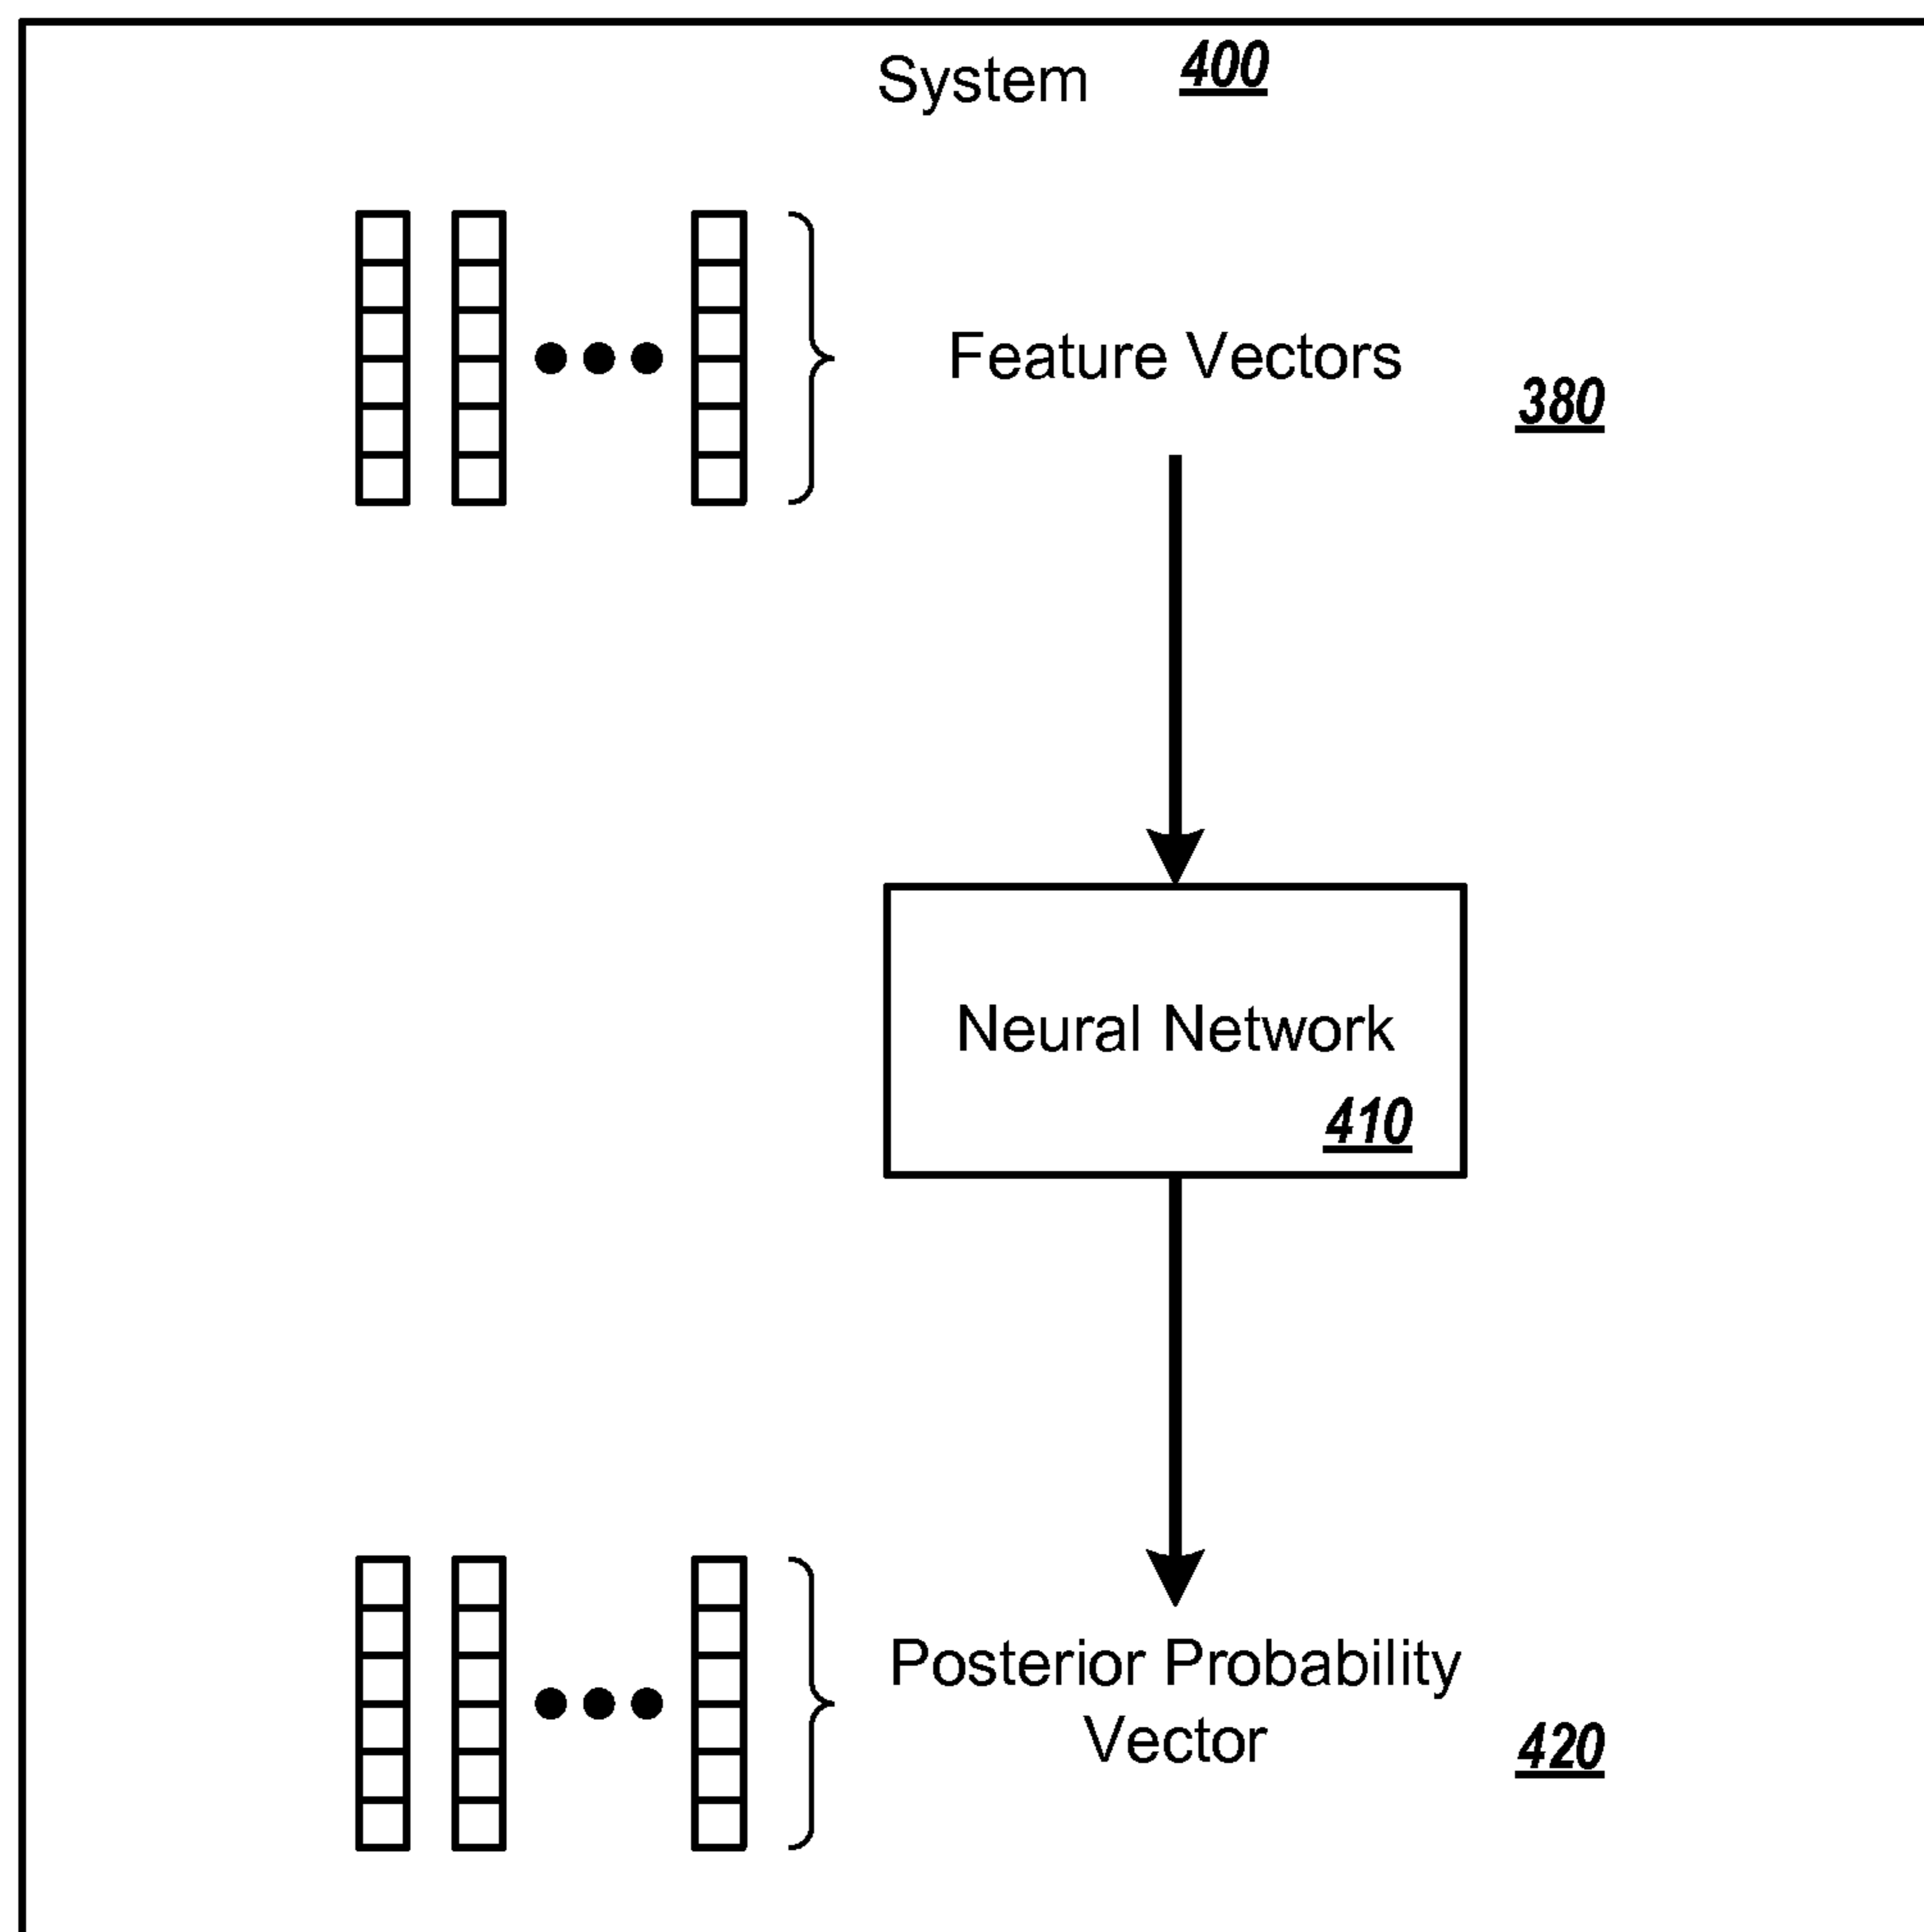 System 400
Feature Vectors
380
Neural Network
410
Posterior Probability
Vector
420